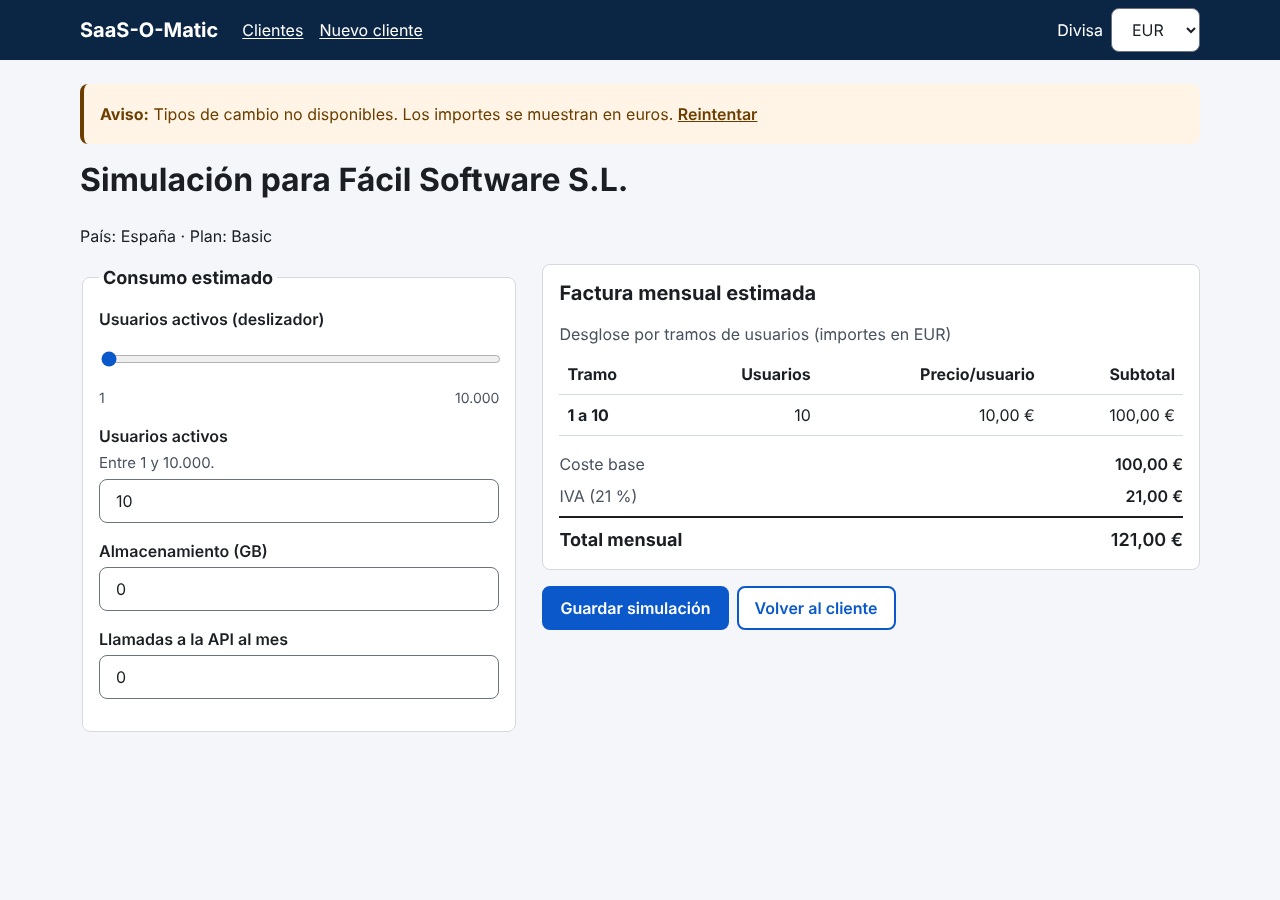 SaaS-O-Matic Clientes Nuevo cliente Divisa EUR
Aviso: Tipos de cambio no disponibles. Los importes se muestran en euros. Reintentar
Simulación para Fácil Software S.L.
País: España · Plan: Basic
Consumo estimado
Usuarios activos (deslizador)
1 10.000
Usuarios activos
Entre 1 y 10.000.
10
Almacenamiento (GB)
0
Llamadas a la API al mes
0
Factura mensual estimada
Desglose por tramos de usuarios (importes en EUR)
Tramo Usuarios Precio/usuario Subtotal
1 a 10 10 10,00 € 100,00 €
Coste base 100,00 €
IVA (21 %) 21,00 €
Total mensual 121,00 €
Guardar simulación Volver al cliente